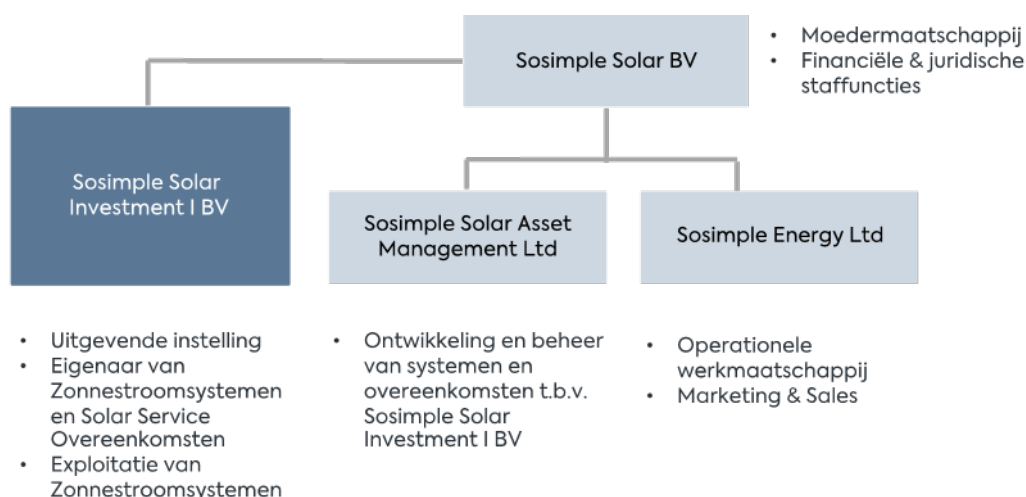 Sosimple Solar BV
• Moedermaatschappij
• Financiële & juridische
staffuncties
Sosimple Solar
Investment I BV
Sosimple Solar Asset
Management Ltd
Sosimple Energy Ltd
• Uitgevende instelling
• Eigenaar van
Zonnestroomsystemen
en Solar Service
Overeenkomsten
• Exploitatie van
Zonnestroomsystemen
• Ontwikkeling en beheer
van systemen en
overeenkomsten t.b.v.
Sosimple Solar
Investment I BV
• Operationele
werkmaatschappij
• Marketing & Sales